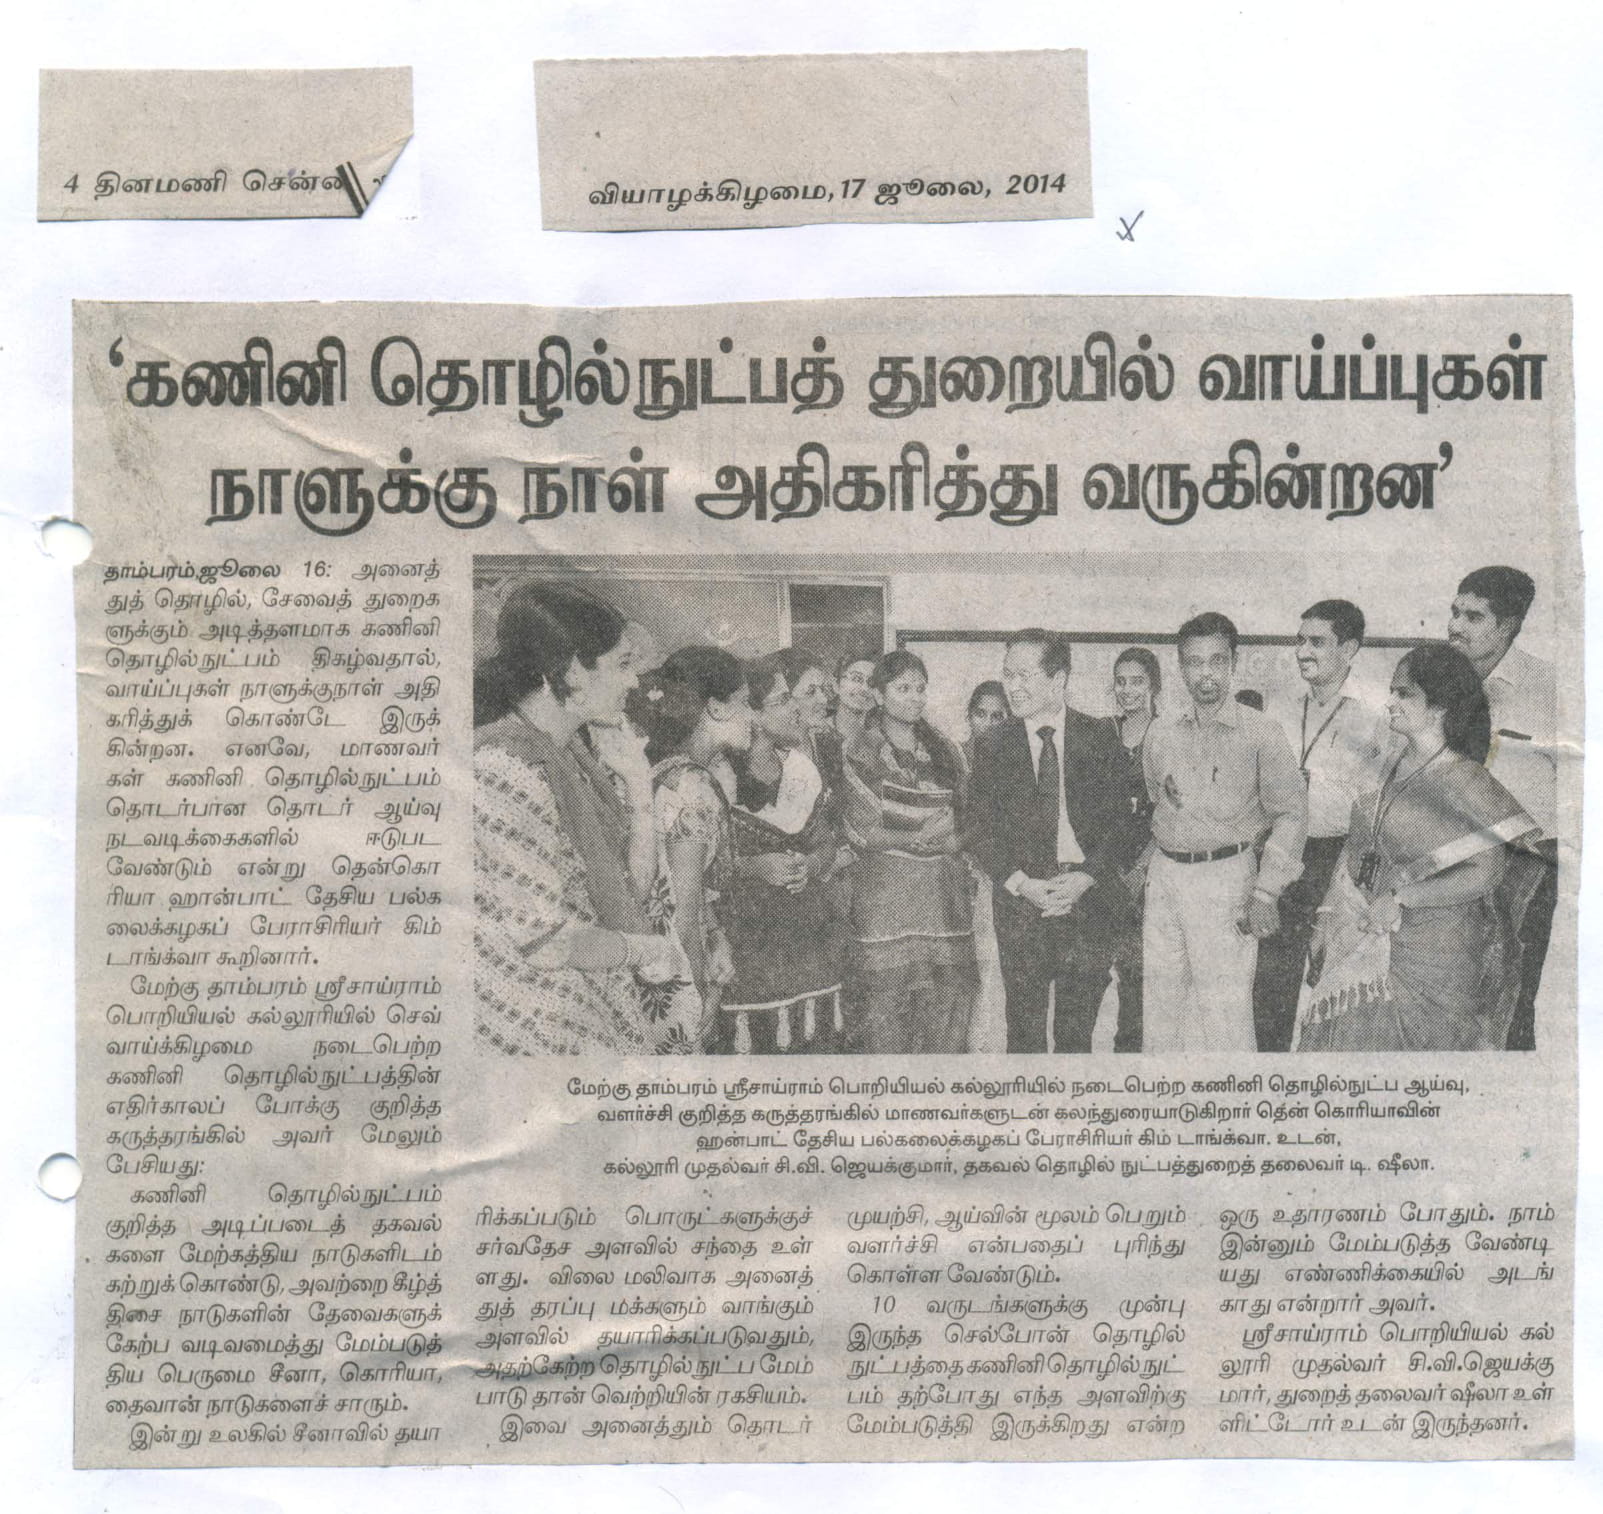 4 தினமணி சென்னை
வியாழக்கிழமை, 17 ஜூலை, 2014
‘கணினி தொழில்நுட்பத் துறையில் வாய்ப்புகள்
நாளுக்கு நாள் அதிகரித்து வருகின்றன’
தாம்பரம்,ஜூலை 16: அனைத்
துத் தொழில், சேவைத் துறைக
ளுக்கும் அடித்தளமாக கணினி
தொழில்நுட்பம் திகழ்வதால்,
வாய்ப்புகள் நாளுக்குநாள் அதி
கரித்துக் கொண்டே இருக்
கின்றன. எனவே, மாணவர்
கள் கணினி தொழில்நுட்பம்
தொடர்பான தொடர் ஆய்வு
நடவடிக்கைகளில் ஈடுபட
வேண்டும் என்று தென்கொ
ரியா ஹான்பாட் தேசிய பல்க
லைக்கழகப் பேராசிரியர் கிம்
டாங்க்வா கூறினார்.
மேற்கு தாம்பரம் ஸ்ரீசாய்ராம்
பொறியியல் கல்லூரியில் செவ்
வாய்க்கிழமை நடைபெற்ற
கணினி தொழில்நுட்பத்தின்
எதிர்காலப் போக்கு குறித்த
கருத்தரங்கில் அவர் மேலும்
பேசியது:
கணினி தொழில்நுட்பம்
குறித்த அடிப்படைத் தகவல்
களை மேற்கத்திய நாடுகளிடம்
கற்றுக் கொண்டு, அவற்றை கீழ்த்
திசை நாடுகளின் தேவைகளுக்
கேற்ப வடிவமைத்து மேம்படுத்
திய பெருமை சீனா, கொரியா,
தைவான் நாடுகளைச் சாரும்.
இன்று உலகில் சீனாவில் தயா
மேற்கு தாம்பரம் ஸ்ரீசாய்ராம் பொறியியல் கல்லூரியில் நடைபெற்ற கணினி தொழில்நுட்ப ஆய்வு,
வளர்ச்சி குறித்த கருத்தரங்கில் மாணவர்களுடன் கலந்துரையாடுகிறார் தென் கொரியாவின்
ஹன்பாட் தேசிய பல்கலைக்கழகப் பேராசிரியர் கிம் டாங்க்வா. உடன்,
கல்லூரி முதல்வர் சி.வி. ஜெயக்குமார், தகவல் தொழில் நுட்பத்துறைத் தலைவர் டி. ஷீலா.
ரிக்கப்படும் பொருட்களுக்குச்
சர்வதேச அளவில் சந்தை உள்
ளது. விலை மலிவாக அனைத்
துத் தரப்பு மக்களும் வாங்கும்
அளவில் தயாரிக்கப்படுவதும்,
அதற்கேற்ற தொழில்நுட்ப மேம்
பாடு தான் வெற்றியின் ரகசியம்.
இவை அனைத்தும் தொடர்
முயற்சி, ஆய்வின் மூலம் பெறும்
வளர்ச்சி என்பதைப் புரிந்து
கொள்ள வேண்டும்.
10 வருடங்களுக்கு முன்பு
இருந்த செல்போன் தொழில்
நுட்பத்தை கணினி தொழில்நுட்
பம் தற்போது எந்த அளவிற்கு
மேம்படுத்தி இருக்கிறது என்ற
ஒரு உதாரணம் போதும். நாம்
இன்னும் மேம்படுத்த வேண்டி
யது எண்ணிக்கையில் அடங்
காது என்றார் அவர்.
ஸ்ரீசாய்ராம் பொறியியல் கல்
லூரி முதல்வர் சி.வி.ஜெயக்கு
மார், துறைத் தலைவர் ஷீலா உள்
ளிட்டோர் உடன் இருந்தனர்.